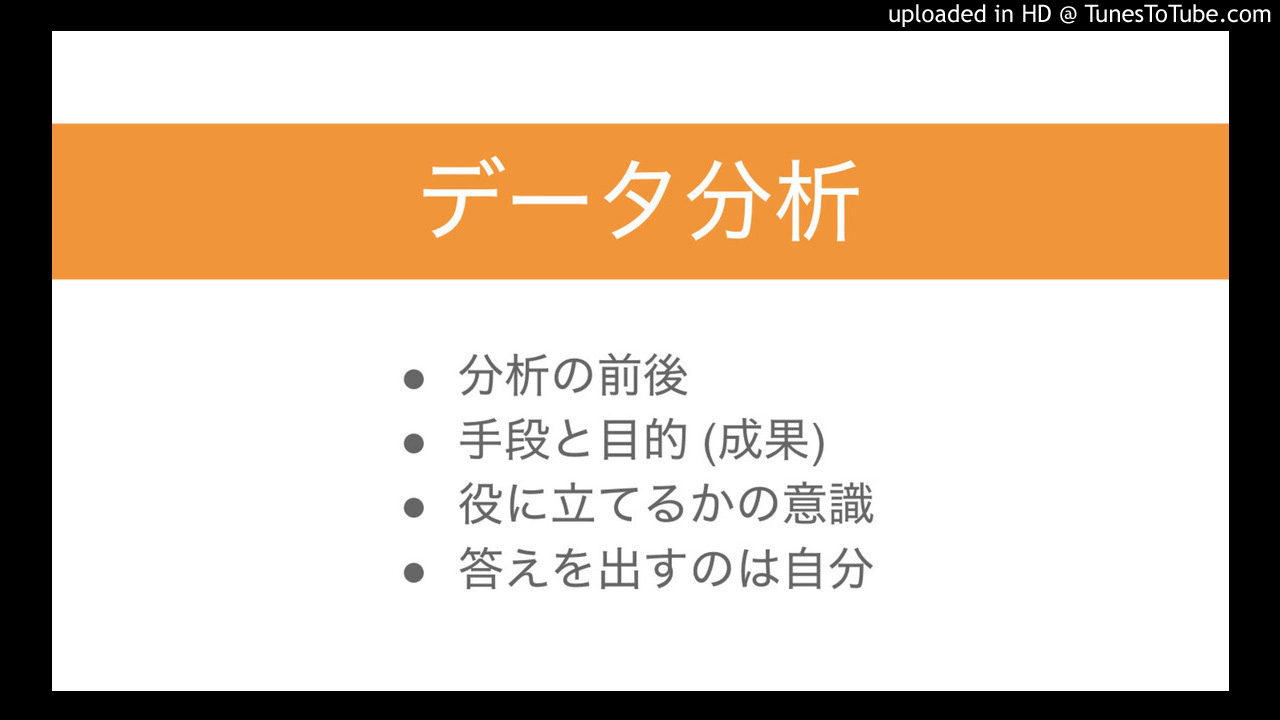 uploaded in HD @ TunesToTube.com
データ分析
● 分析の前後
● 手段と目的 (成果)
● 役に立てるかの意識
● 答えを出すのは自分